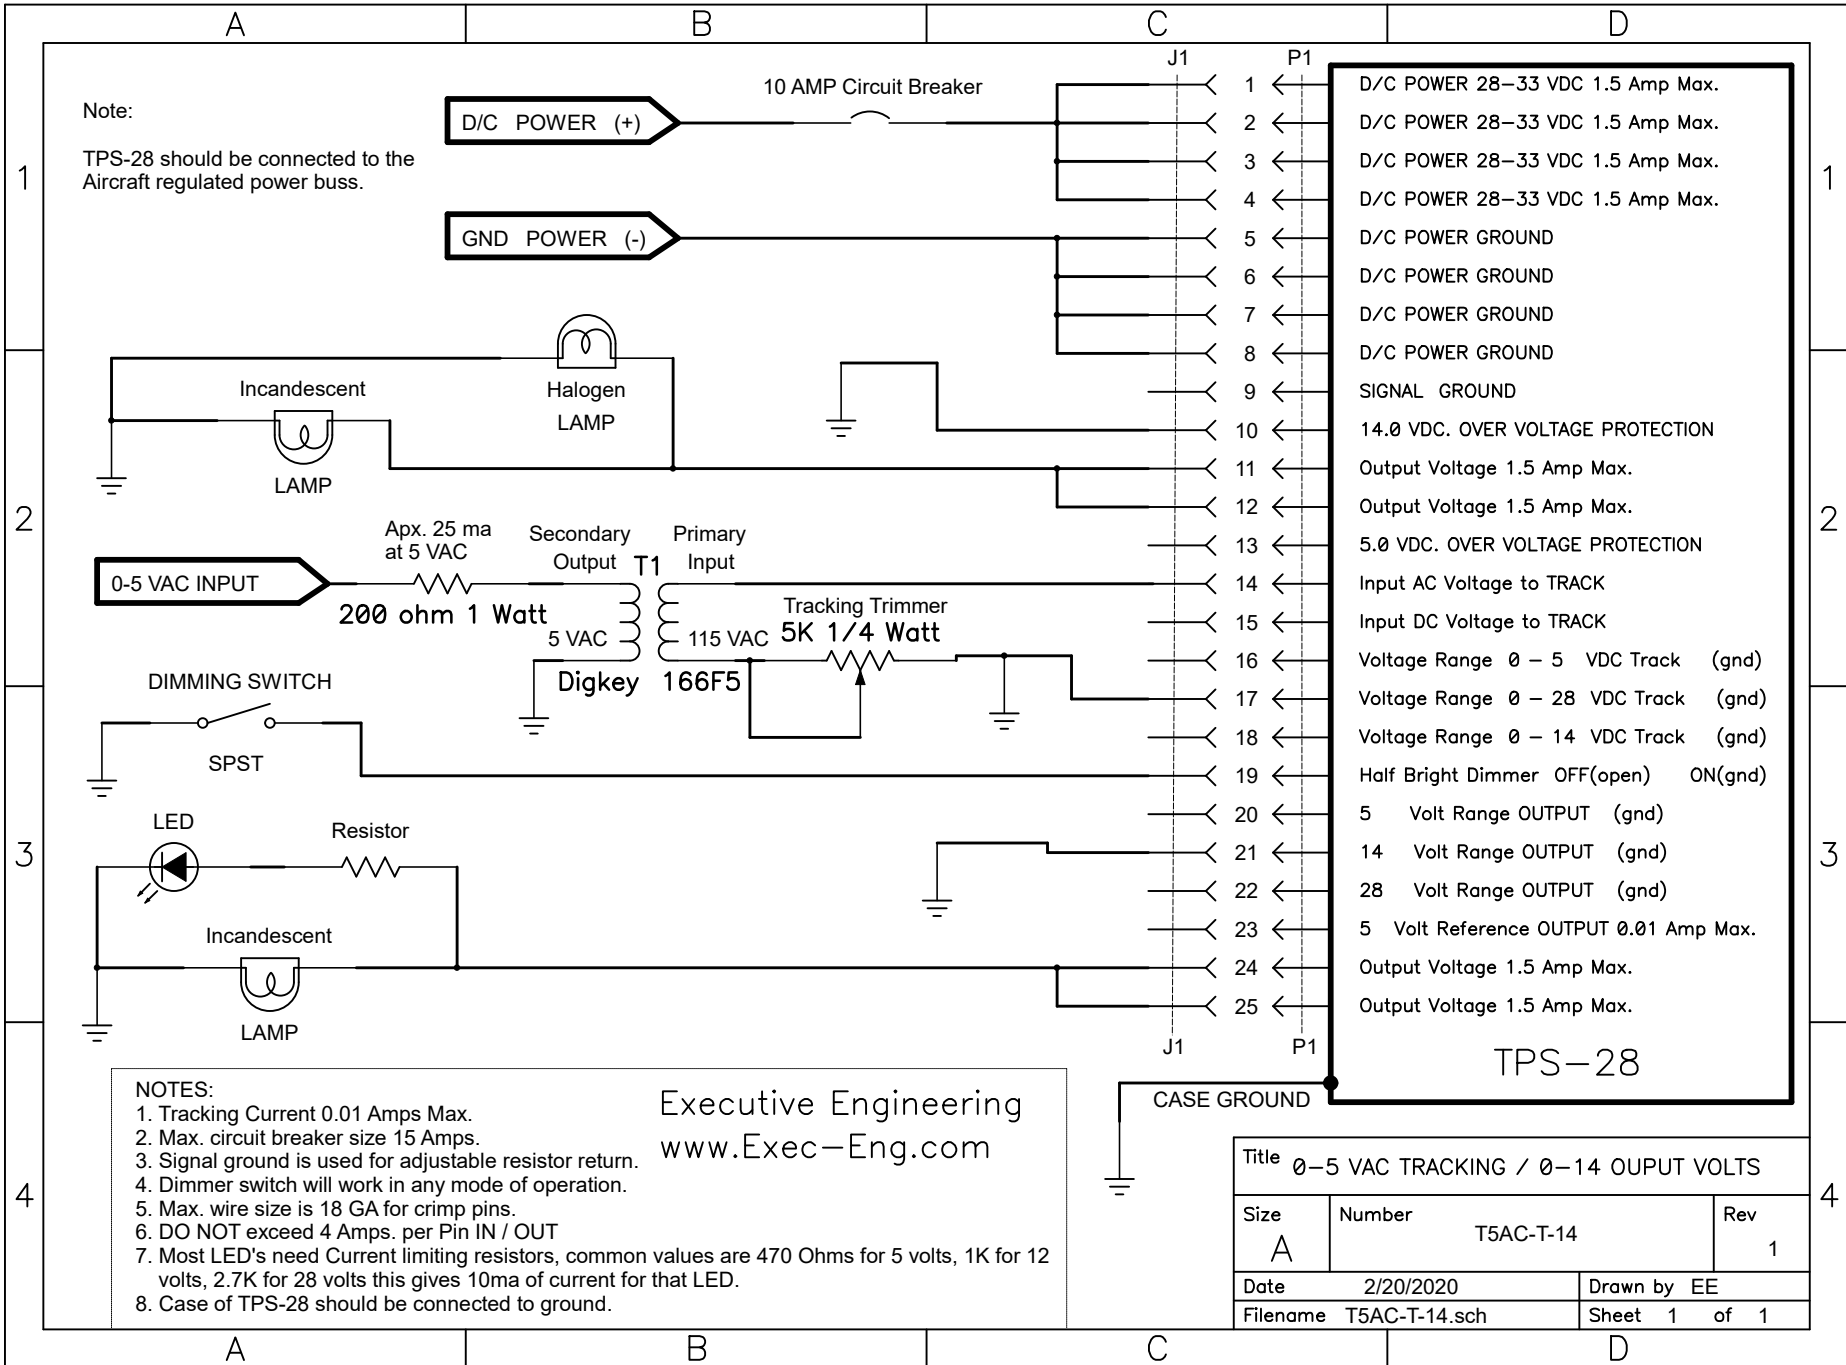 A B C D
Note:
TPS-28 should be connected to the
Aircraft regulated power buss.
D/C POWER (+)
10 AMP Circuit Breaker
GND POWER (-)
J1 P1
1 D/C POWER 28-33 VDC 1.5 Amp Max.
2 D/C POWER 28-33 VDC 1.5 Amp Max.
3 D/C POWER 28-33 VDC 1.5 Amp Max.
4 D/C POWER 28-33 VDC 1.5 Amp Max.
5 D/C POWER GROUND
6 D/C POWER GROUND
7 D/C POWER GROUND
8 D/C POWER GROUND
9 SIGNAL GROUND
10 14.0 VDC. OVER VOLTAGE PROTECTION
11 Output Voltage 1.5 Amp Max.
12 Output Voltage 1.5 Amp Max.
13 5.0 VDC. OVER VOLTAGE PROTECTION
14 Input AC Voltage to TRACK
15 Input DC Voltage to TRACK
16 Voltage Range 0 - 5 VDC Track (gnd)
17 Voltage Range 0 - 28 VDC Track (gnd)
18 Voltage Range 0 - 14 VDC Track (gnd)
19 Half Bright Dimmer OFF(open) ON(gnd)
20 5 Volt Range OUTPUT (gnd)
21 14 Volt Range OUTPUT (gnd)
22 28 Volt Range OUTPUT (gnd)
23 5 Volt Reference OUTPUT 0.01 Amp Max.
24 Output Voltage 1.5 Amp Max.
25 Output Voltage 1.5 Amp Max.
J1 P1
TPS-28
CASE GROUND
1 1
Incandescent
LAMP
Halogen
LAMP
2 2
Apx. 25 ma
at 5 VAC
0-5 VAC INPUT
200 ohm 1 Watt
Secondary
Output
T1
Primary
Input
5 VAC
115 VAC
Digkey 166F5
Tracking Trimmer
5K 1/4 Watt
DIMMING SWITCH
SPST
3 3
LED
Resistor
Incandescent
LAMP
4 4
NOTES:
1. Tracking Current 0.01 Amps Max.
2. Max. circuit breaker size 15 Amps.
3. Signal ground is used for adjustable resistor return.
4. Dimmer switch will work in any mode of operation.
5. Max. wire size is 18 GA for crimp pins.
6. DO NOT exceed 4 Amps. per Pin IN / OUT
7. Most LED's need Current limiting resistors, common values are 470 Ohms for 5 volts, 1K for 12
volts, 2.7K for 28 volts this gives 10ma of current for that LED.
8. Case of TPS-28 should be connected to ground.
Executive Engineering
www.Exec-Eng.com
Title 0-5 VAC TRACKING / 0-14 OUPUT VOLTS
Size A
Number T5AC-T-14
Rev 1
Date 2/20/2020
Drawn by EE
Filename T5AC-T-14.sch
Sheet 1 of 1
A B C D